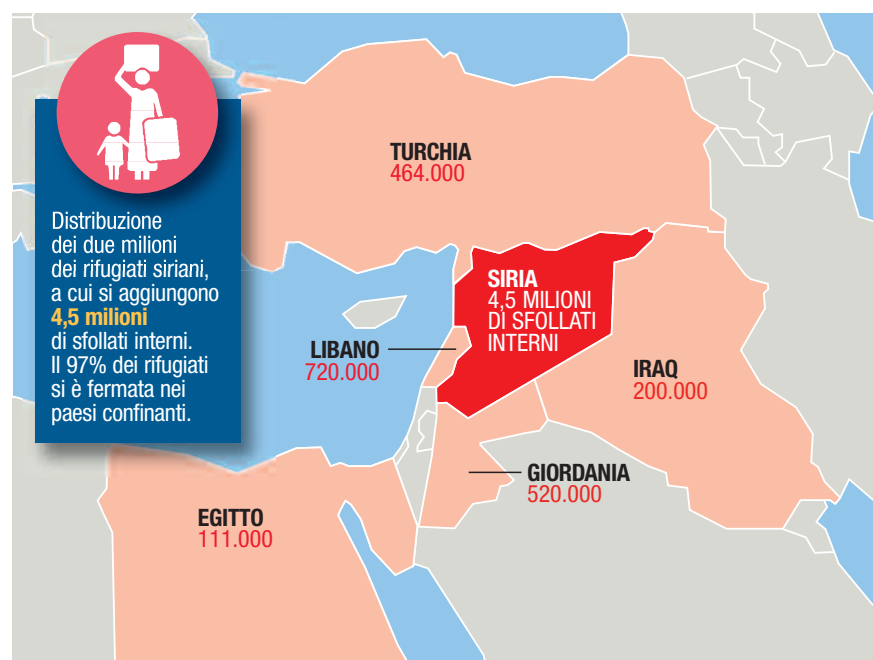 Distribuzione
dei due milioni
dei rifugiati siriani,
a cui si aggiungono
4,5 milioni
di sfollati interni.
Il 97% dei rifugiati
si è fermata nei
paesi confinanti.
TURCHIA
464.000
SIRIA
4,5 MILIONI
DI SFOLLATI
INTERNI
LIBANO
720.000
IRAQ
200.000
GIORDANIA
520.000
EGITTO
111.000